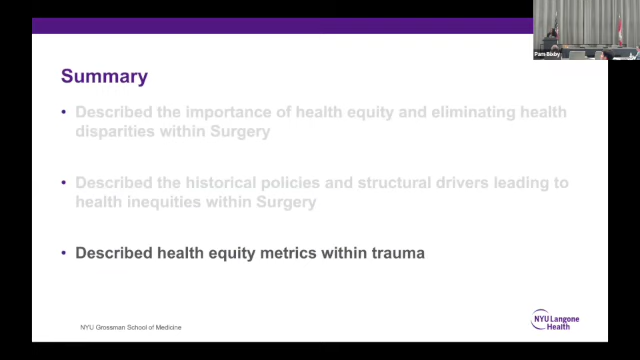 Pam Bixby
Summary
• Described the importance of health equity and eliminating health
disparities within Surgery
• Described the historical policies and structural drivers leading to
health inequities within Surgery
• Described health equity metrics within trauma
NYU Grossman School of Medicine
NYU Langone
Health